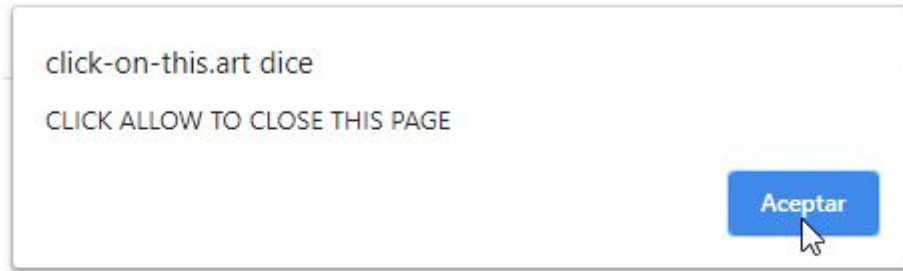 click-on-this.art dice
CLICK ALLOW TO CLOSE THIS PAGE
Aceptar